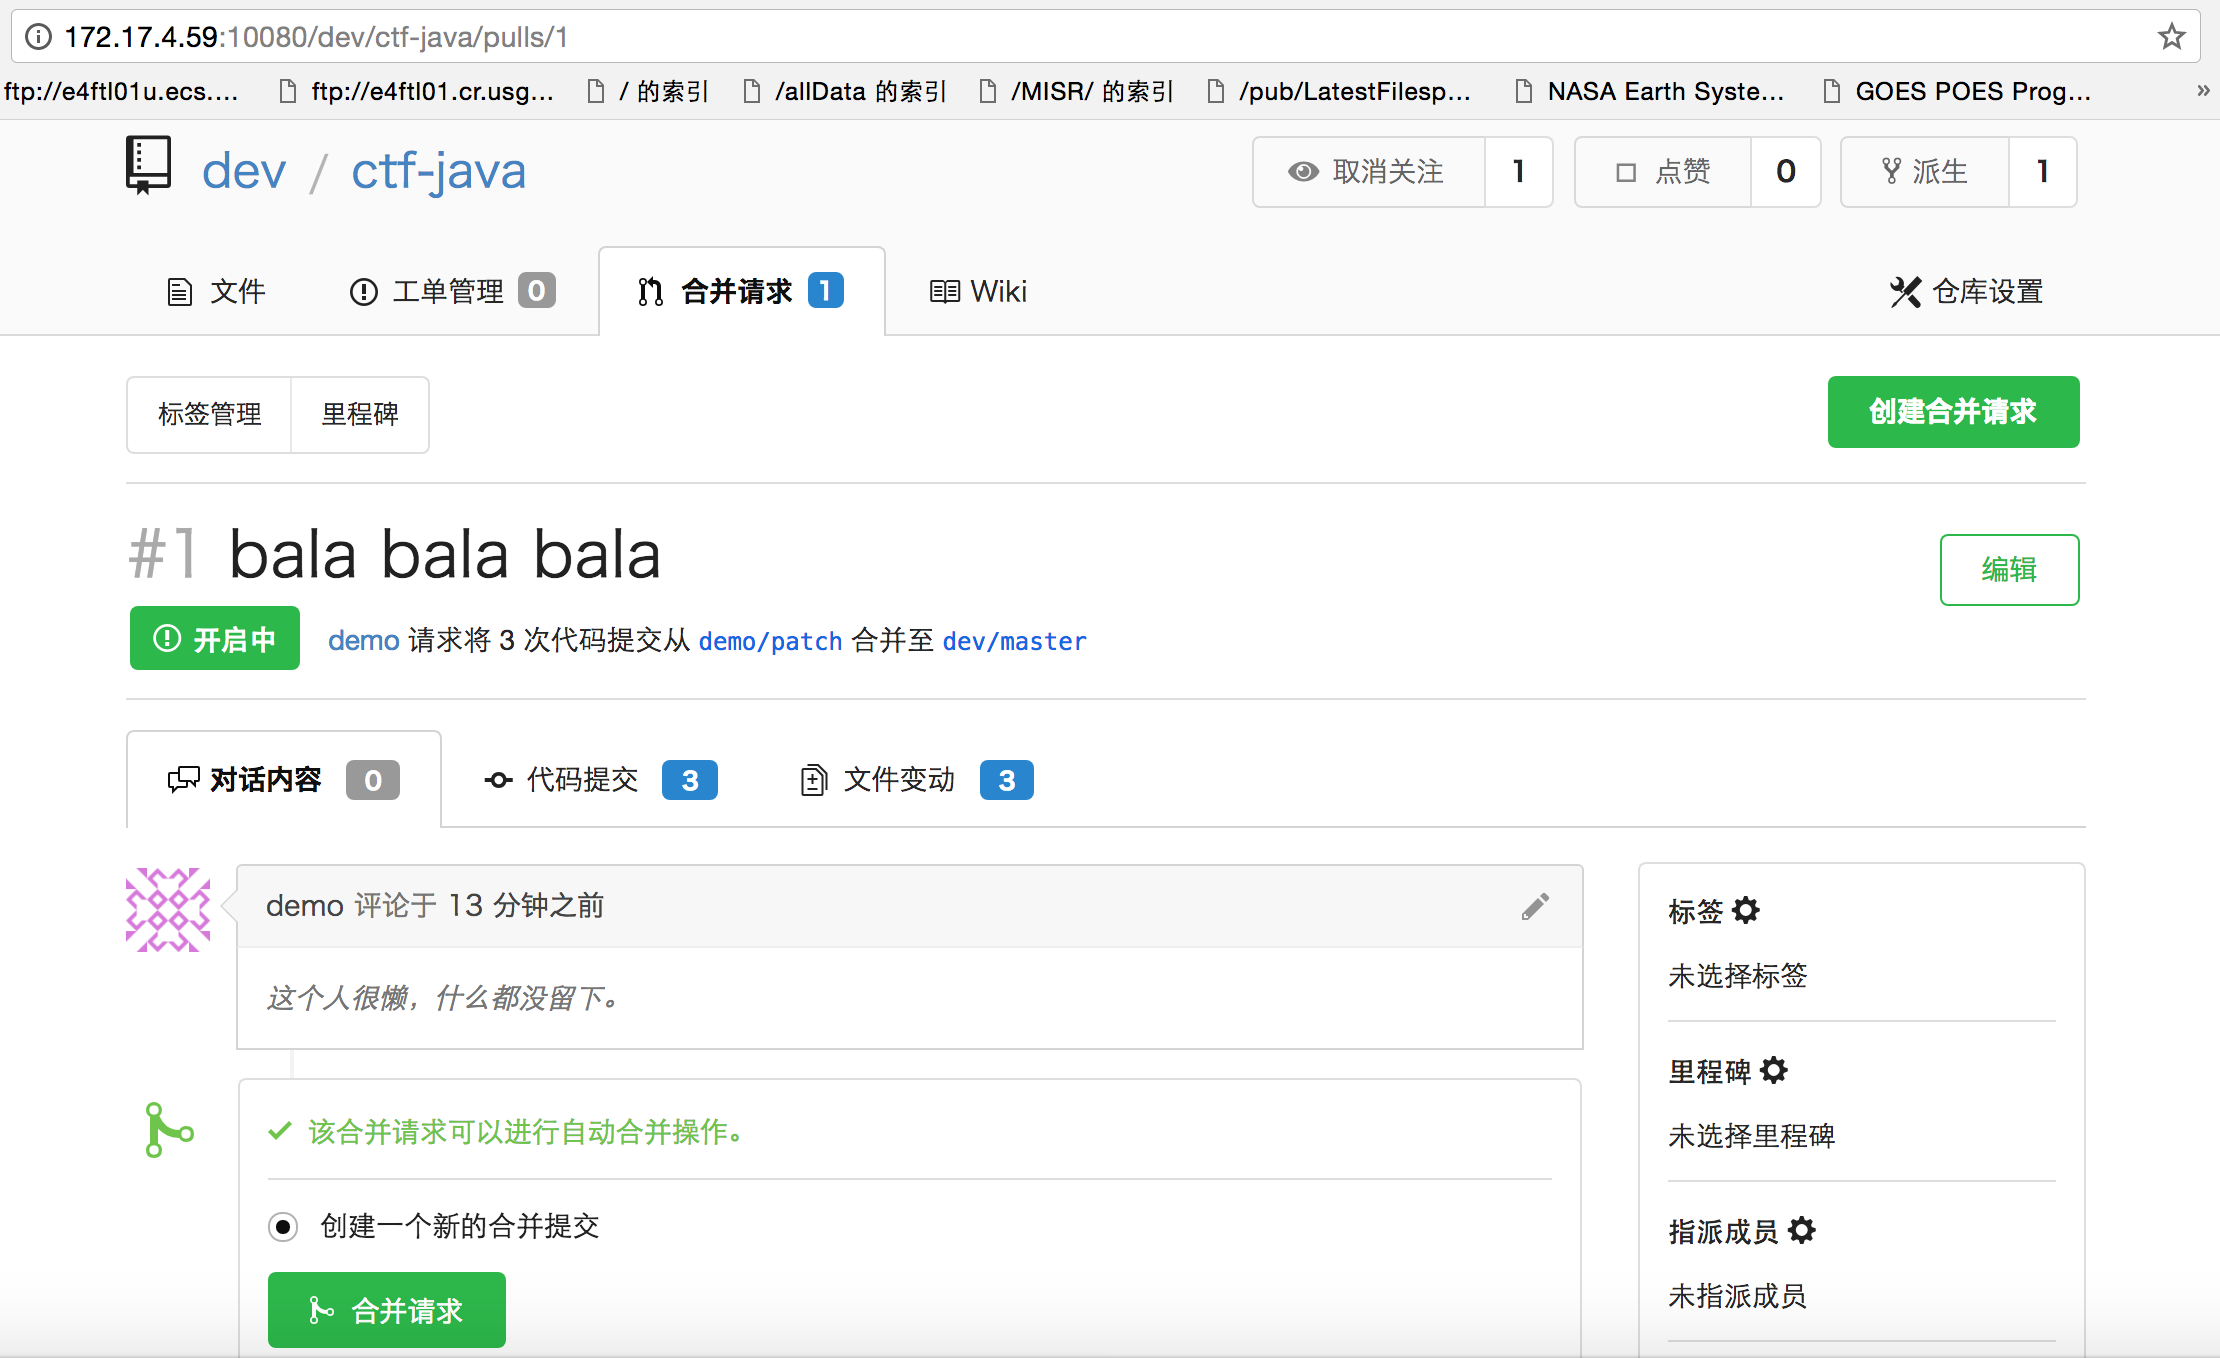 172.17.4.59:10080/dev/ctf-java/pulls/1
ftp://e4ftl01u.ecs.... ftp://e4ftl01.cr.usg... / 的索引 /allData 的索引 /MISR/ 的索引 /pub/LatestFilesp... NASA Earth Syste... GOES POES Prog... »
dev / ctf-java 取消关注 1 点赞 0 派生 1
文件 工单管理 0 合并请求 1 Wiki 仓库设置
标签管理 里程碑 创建合并请求
#1 bala bala bala 编辑
开启中 demo 请求将 3 次代码提交从 demo/patch 合并至 dev/master
对话内容 0 代码提交 3 文件变动 3
demo 评论于 13 分钟之前
这个人很懒，什么都没留下。
该合并请求可以进行自动合并操作。
创建一个新的合并提交
合并请求
标签
未选择标签
里程碑
未选择里程碑
指派成员
未指派成员